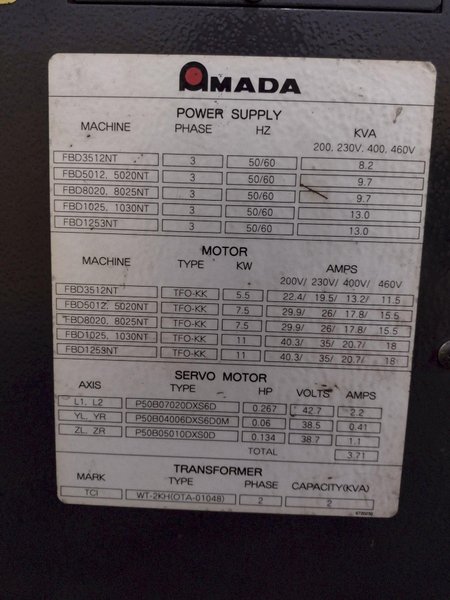 AMADA
POWER SUPPLY
MACHINE PHASE HZ KVA
200, 230V, 400, 460V
FBD3512NT 3 50/60 8.2
FBD5012, 5020NT 3 50/60 9.7
FBD8020, 8025NT 3 50/60 9.7
FBD1025, 1030NT 3 50/60 13.0
FBD1253NT 3 50/60 13.0
MOTOR
MACHINE TYPE KW AMPS
200V/ 230V/ 400V/ 460V
FBD3512NT TFO-KK 5.5 22.4/ 19.5/ 13.2/ 11.5
FBD5012, 5020NT TFO-KK 7.5 29.9/ 26/ 17.8/ 15.5
FBD8020, 8025NT TFO-KK 7.5 29.9/ 26/ 17.8/ 15.5
FBD1025, 1030NT TFO-KK 11 40.3/ 35/ 20.7/ 18
FBD1253NT TFO-KK 11 40.3/ 35/ 20.7/ 18
SERVO MOTOR
AXIS TYPE HP VOLTS AMPS
L1, L2 P50B07020DXS6D 0.267 42.7 2.2
YL, YR P50B04006DXS6D0M 0.06 38.5 0.41
ZL, ZR P50B05010DXS0D 0.134 38.7 1.1
TOTAL 3.71
TRANSFORMER
MARK TYPE PHASE CAPACITY(KVA)
TC1 WT-2KH(OTA-01048) 2 2